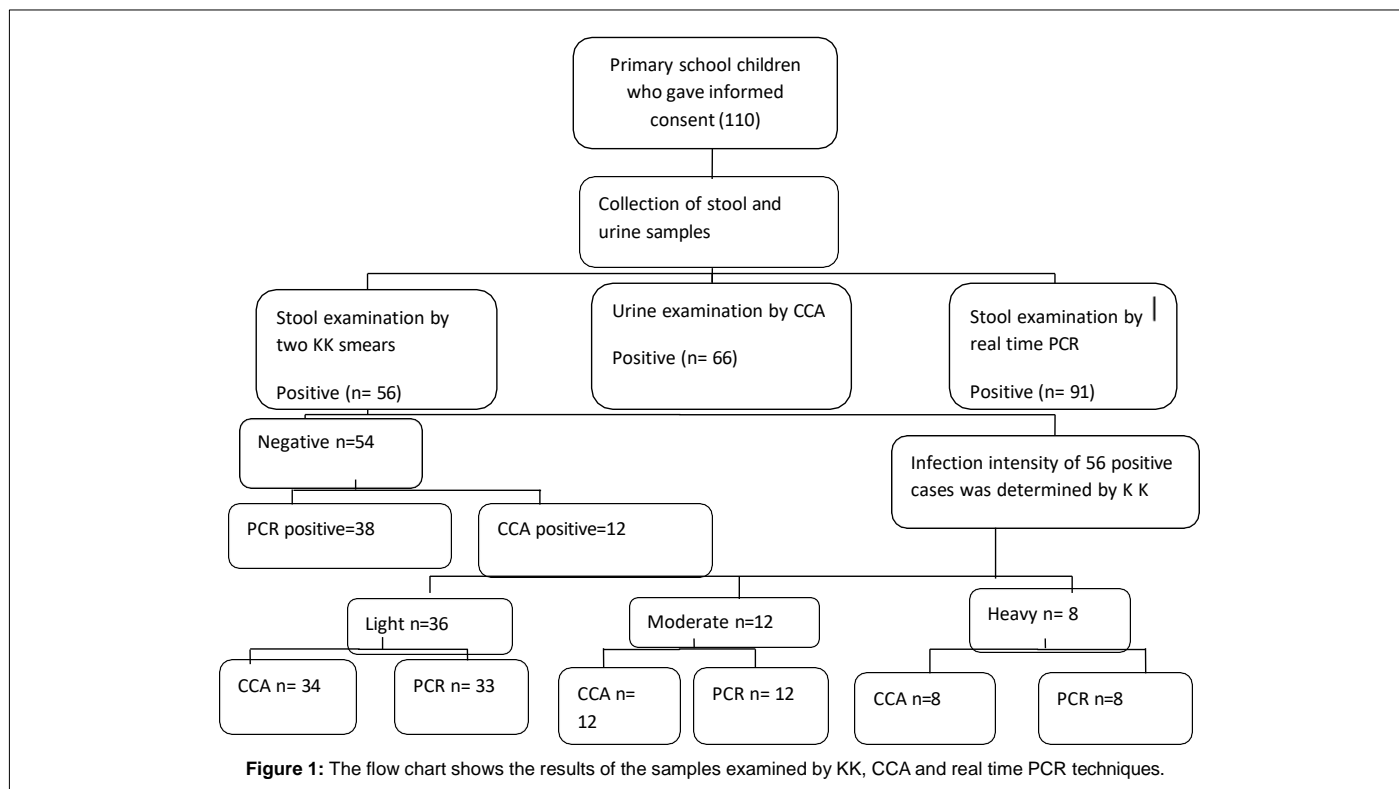 Primary school children
who gave informed
consent (110)
Collection of stool and
urine samples
Stool examination by
two KK smears
Positive (n= 56)
Urine examination by CCA
Positive (n= 66)
Stool examination by
real time PCR
Positive (n= 91)
Negative n=54
Infection intensity of 56 positive
cases was determined by K K
PCR positive=38
CCA positive=12
Light n=36
Moderate n=12
Heavy n= 8
CCA n= 34
PCR n= 33
CCA n=
12
PCR n= 12
CCA n=8
PCR n=8
Figure 1: The flow chart shows the results of the samples examined by KK, CCA and real time PCR techniques.